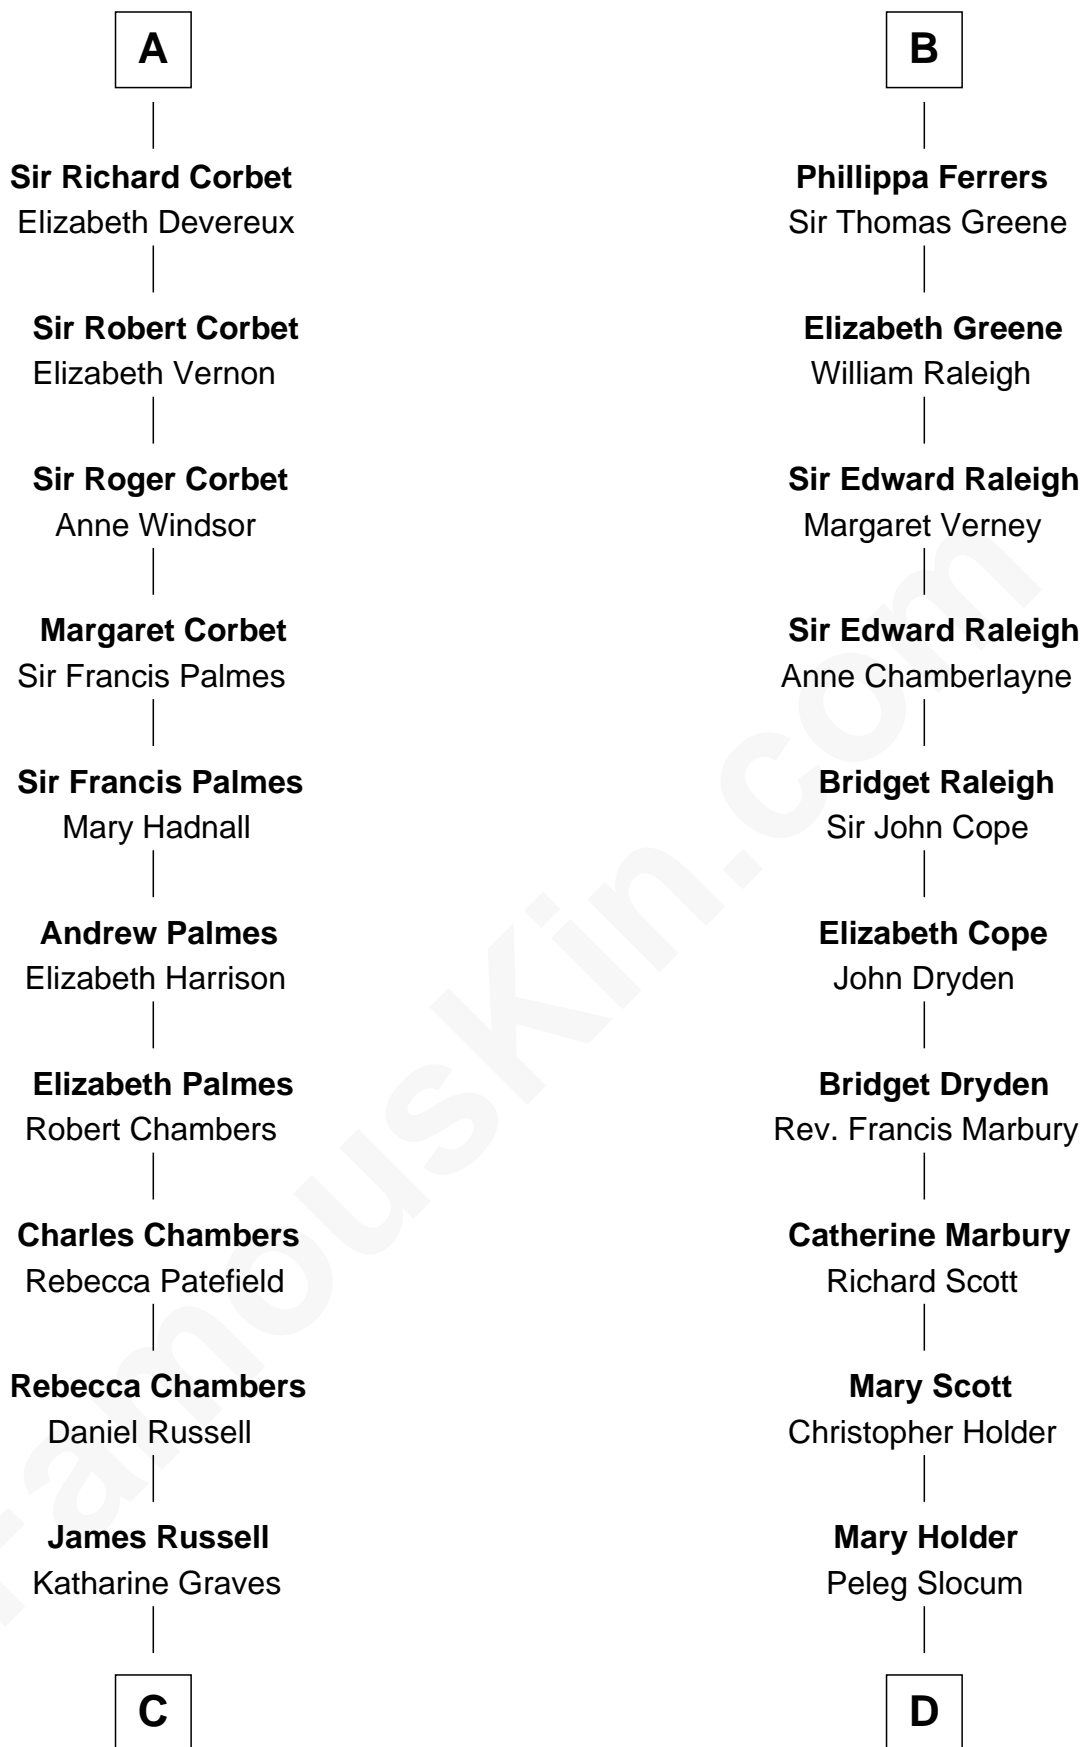 A
Sir Richard Corbet
Elizabeth Devereux
Sir Robert Corbet
Elizabeth Vernon
Sir Roger Corbet
Anne Windsor
Margaret Corbet
Sir Francis Palmes
Sir Francis Palmes
Mary Hadnall
Andrew Palmes
Elizabeth Harrison
Elizabeth Palmes
Robert Chambers
Charles Chambers
Rebecca Patefield
Rebecca Chambers
Daniel Russell
James Russell
Katharine Graves
C
B
Phillippa Ferrers
Sir Thomas Greene
Elizabeth Greene
William Raleigh
Sir Edward Raleigh
Margaret Verney
Sir Edward Raleigh
Anne Chamberlayne
Bridget Raleigh
Sir John Cope
Elizabeth Cope
John Dryden
Bridget Dryden
Rev. Francis Marbury
Catherine Marbury
Richard Scott
Mary Scott
Christopher Holder
Mary Holder
Peleg Slocum
D
FamousKin.com